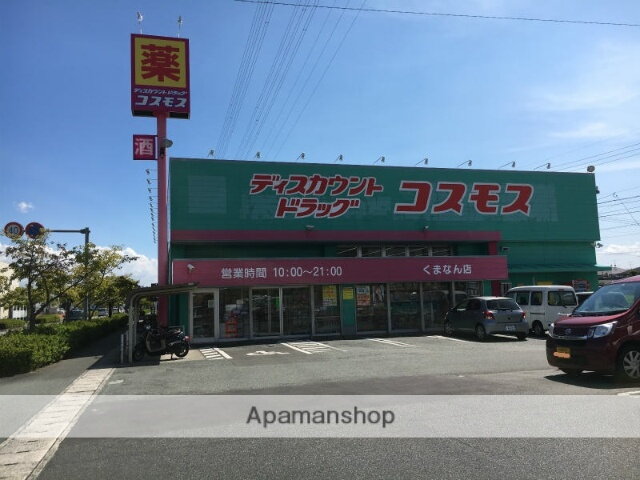 薬
ディスカウントドラッグ
コスモス
酒
ディスカウント
ドラッグ
コスモス
営業時間 10:00～21:00
くまなん店
40
Apamanshop